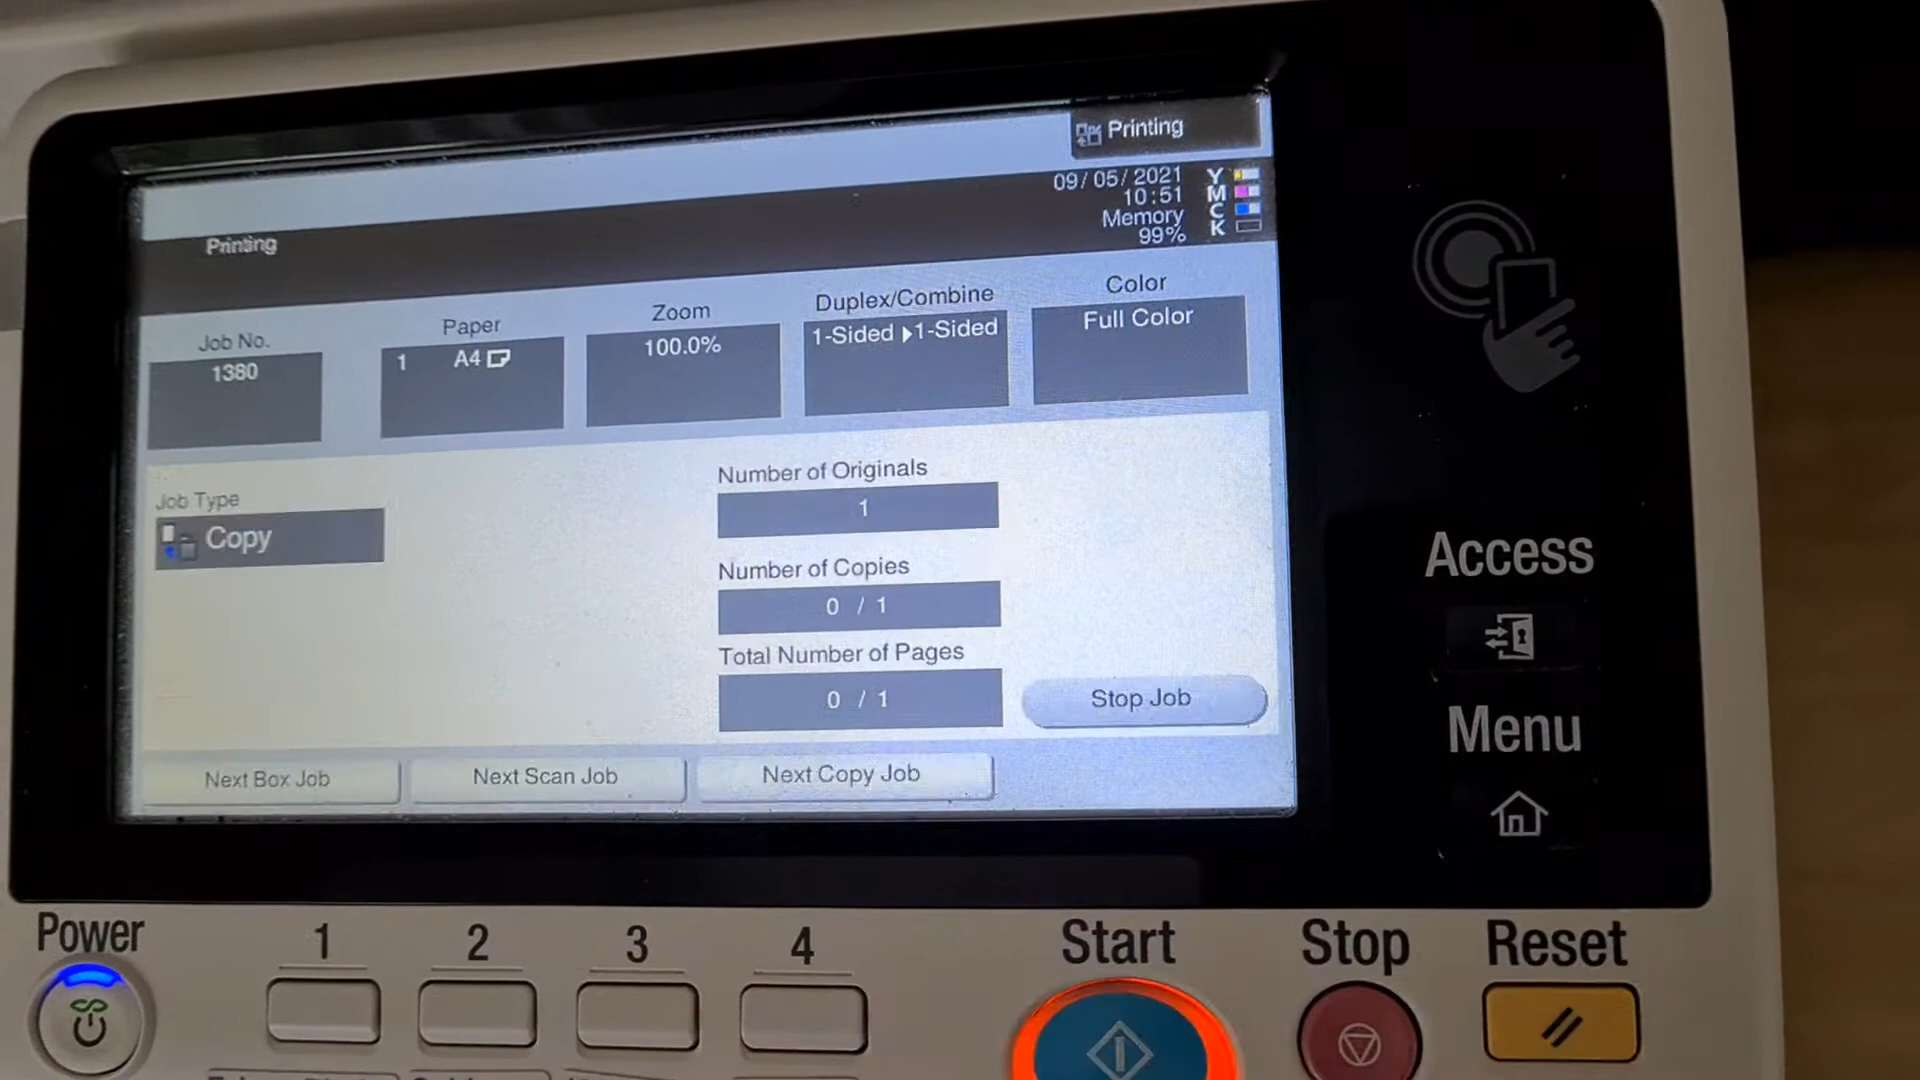 Printing
09/05/2021
10:51
Memory
99%
Y
M
C
K
Printing
Job No.
1380
Paper
1 A4
Zoom
100.0%
Duplex/Combine
1-Sided ▶1-Sided
Color
Full Color
Job Type
Copy
Number of Originals
1
Number of Copies
0 / 1
Total Number of Pages
0 / 1
Stop Job
Next Box Job
Next Scan Job
Next Copy Job
Access
Menu
Power
1
2
3
4
Start
Stop
Reset